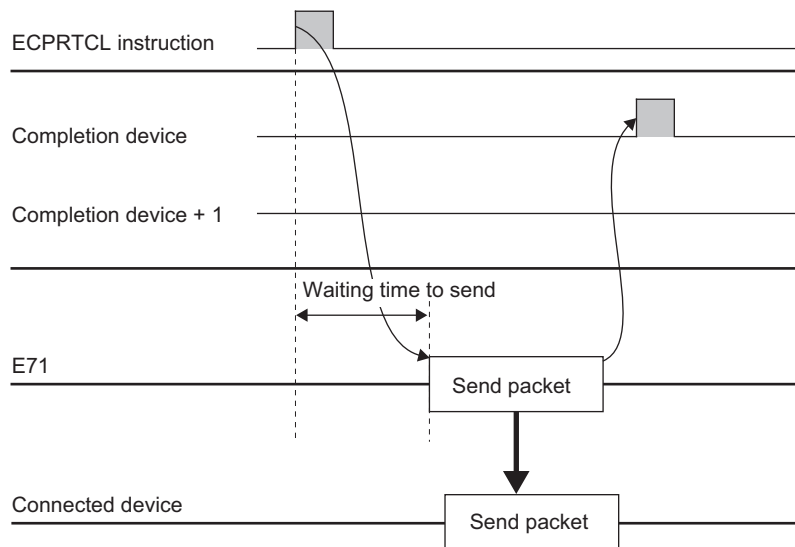 ECPRTCL instruction
Completion device
Completion device + 1
Waiting time to send
E71
Send packet
Connected device
Send packet